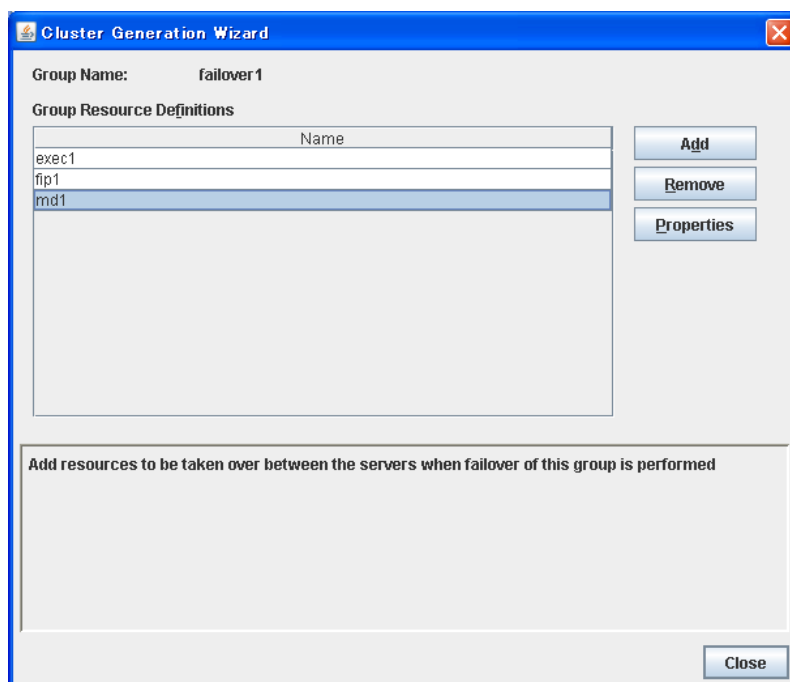 Cluster Generation Wizard
Group Name: failover1
Group Resource Definitions
Name
exec1
fip1
md1
Add
Remove
Properties
Add resources to be taken over between the servers when failover of this group is performed
Close